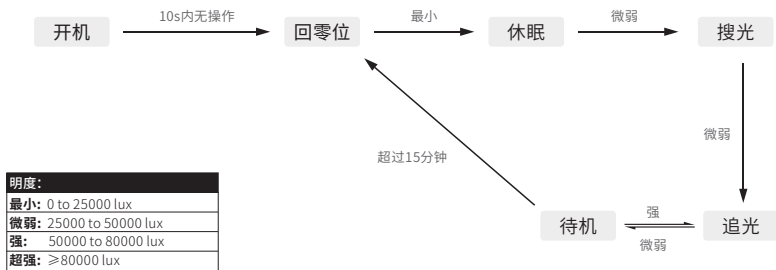 开机
10s内无操作
回零位
最小
休眠
微弱
搜光
微弱
超过15分钟
待机
强
微弱
追光
明度：
最小: 0 to 25000 lux
微弱: 25000 to 50000 lux
强: 50000 to 80000 lux
超强: ≥80000 lux